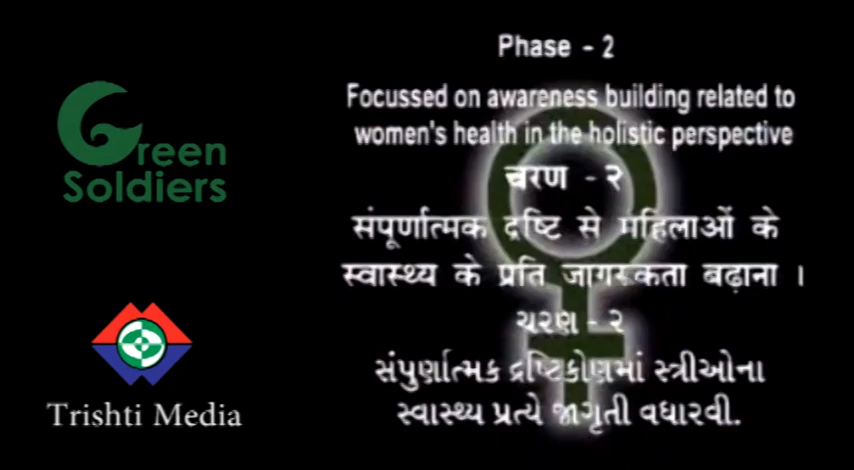 Green
Soldiers
Trishti Media
Phase - 2
Focussed on awareness building related to
women's health in the holistic perspective
चरण - २
संपूर्णात्मक द्रष्टि से महिलाओं के
स्वास्थ्य के प्रति जागरुकता बढ़ाना ।
ચરણ - ૨
સંપુર્ણાત્મક દ્રષ્ટિકોણમાં સ્ત્રીઓના
સ્વાસ્થ્ય પ્રત્યે જાગૃતી વધારવી.